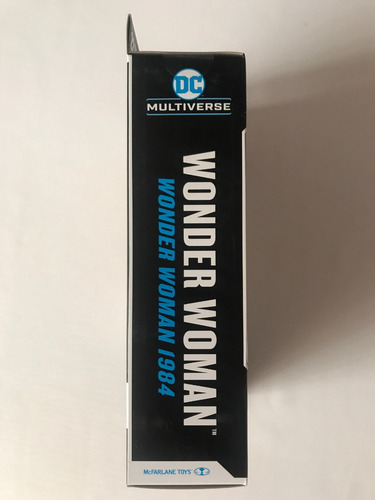 DC
MULTIVERSE
WONDER WOMAN™
WONDER WOMAN 1984
McFARLANE TOYS